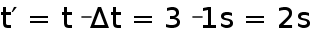 t′ = t -Δt = 3 -1s = 2s